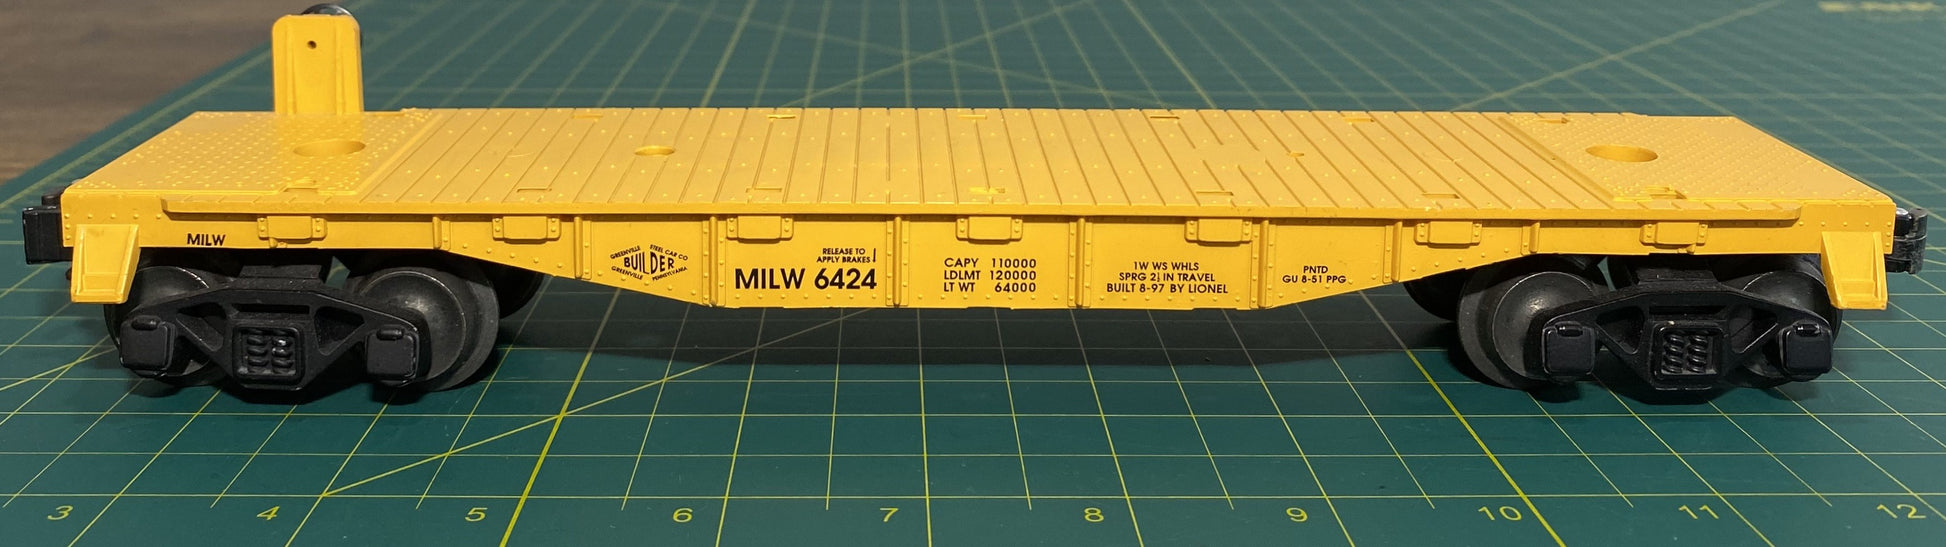 MILW
GREENVILLE STEEL CAR CO
BUILDER
GREENVILLE PENNSYLVANIA
RELEASE TO
APPLY BRAKES
MILW 6424
CAPY 110000
LDLMT 120000
LT WT 64000
1W WS WHLS
SPRG 2½ IN TRAVEL
BUILT 8-97 BY LIONEL
PNTD
GU 8-51 PPG
3 4 5 6 7 8 9 10 11 12